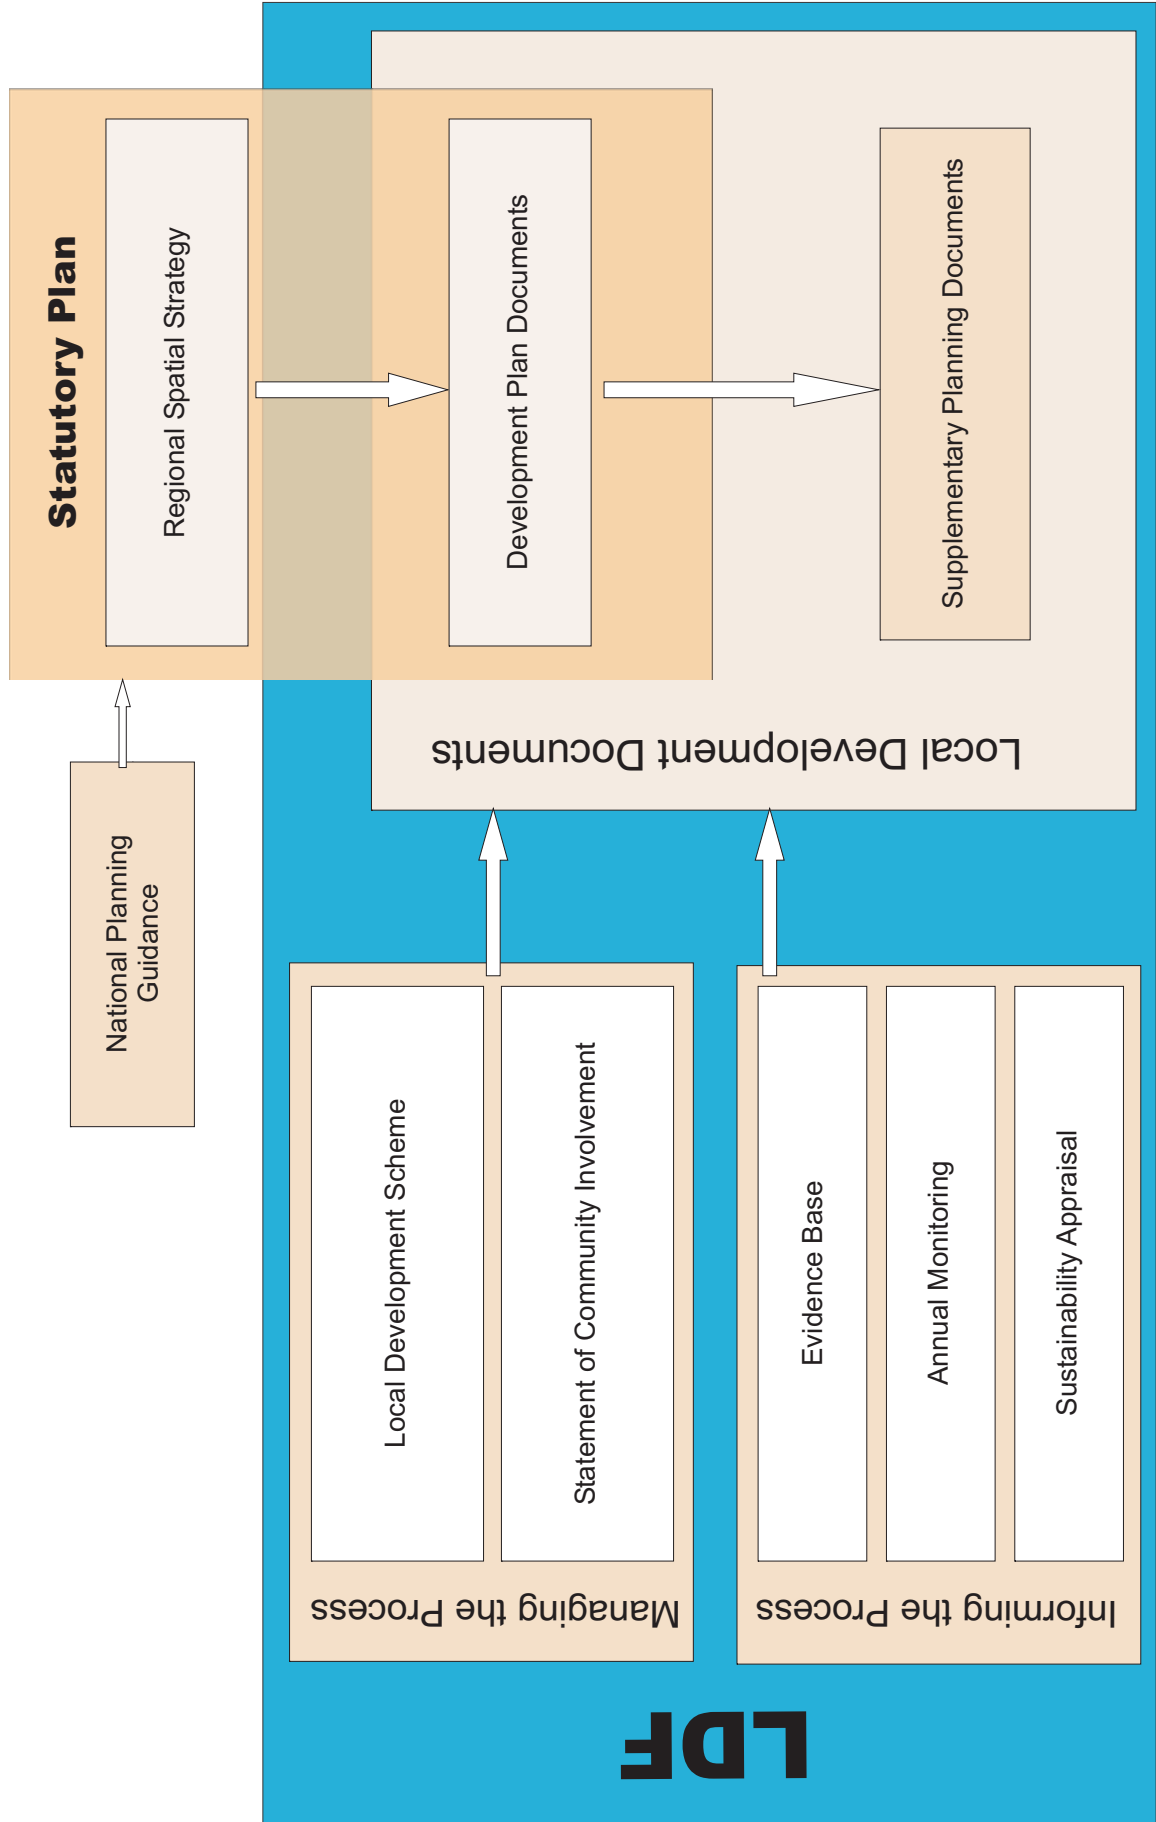 Statutory Plan
National Planning
Guidance
Regional Spatial Strategy
Development Plan Documents
Supplementary Planning Documents
Local Development Documents
Managing the Process
Local Development Scheme
Statement of Community Involvement
Informing the Process
Evidence Base
Annual Monitoring
Sustainability Appraisal
LDF